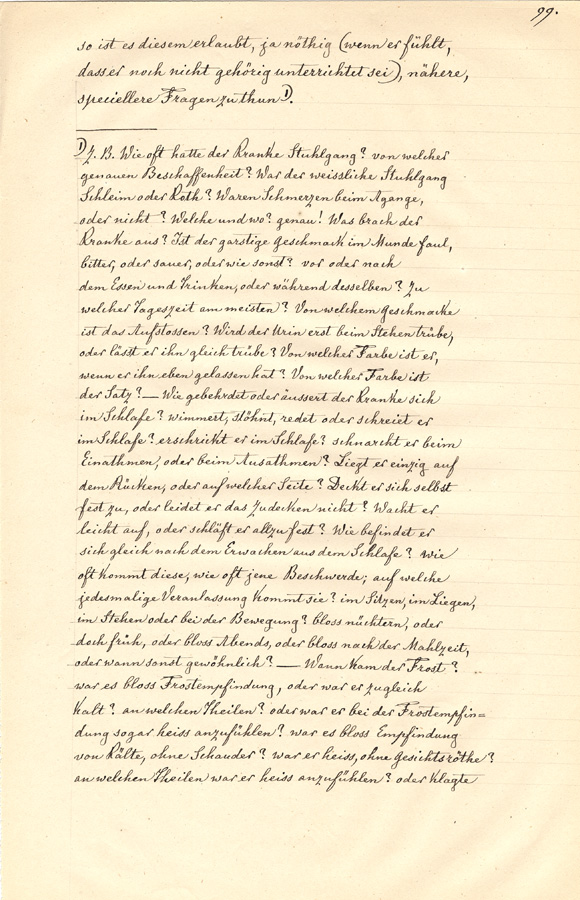 99.
so ist es diesem erlaubt, ja nöthig (wenn er fühlt,
dass er noch nicht gehörig unterrichtet sei), nähere,
speciellere Fragen zu thun 1).
1) Z. B. Wie oft hatte der Kranke Stuhlgang? von welcher
genauen Beschaffenheit? War der weissliche Stuhlgang
Schleim oder Koth? Waren Schmerzen beim Agange,
oder nicht? Welche und wo? genau! Was brach der
Kranke aus? Ist der garstige Geschmack im Munde faul,
bitter, oder sauer, oder wie sonst? vor oder nach
dem Essen und Trinken, oder während desselben? Zu
welcher Tageszeit am meisten? Von welchem Geschmacke
ist das Aufstossen? Wird der Urin erst beim Stehen trübe,
oder lässt er ihn gleich trübe? Von welcher Farbe ist er,
wenn er ihn eben gelassen hat? Von welcher Farbe ist
der Satz? — Wie gebehrdet oder äussert der Kranke sich
im Schlafe? wimmert, stöhnt, redet oder schreiet er
im Schlafe? erschrickt er im Schlafe? schnarcht er beim
Einathmen, oder beim Ausathmen? Liegt er einzig auf
dem Rücken, oder auf welcher Seite? Deckt er sich selbst
fest zu, oder leidet er das Zudecken nicht? Wacht er
leicht auf, oder schläft er allzu fest? Wie befindet er
sich gleich nach dem Erwachen aus dem Schlafe? Wie
oft kommt diese, wie oft jene Beschwerde; auf welche
jedesmalige Veranlassung kommt sie? im Sitzen, im Liegen,
im Stehen oder bei der Bewegung? bloss nüchtern, oder
doch früh, oder bloss Abends, oder bloss nach der Mahlzeit,
oder wann sonst gewöhnlich? — Wann kam der Frost?
war es bloss Frostempfindung, oder war er zugleich
kalt? an welchen Theilen? oder war er bei der Frostempfin=
dung sogar heiss anzufühlen? war es bloss Empfindung
von Kälte, ohne Schauder? war er heiss, ohne Gesichtsröthe?
an welchen Theilen war er heiss anzufühlen? oder klagte